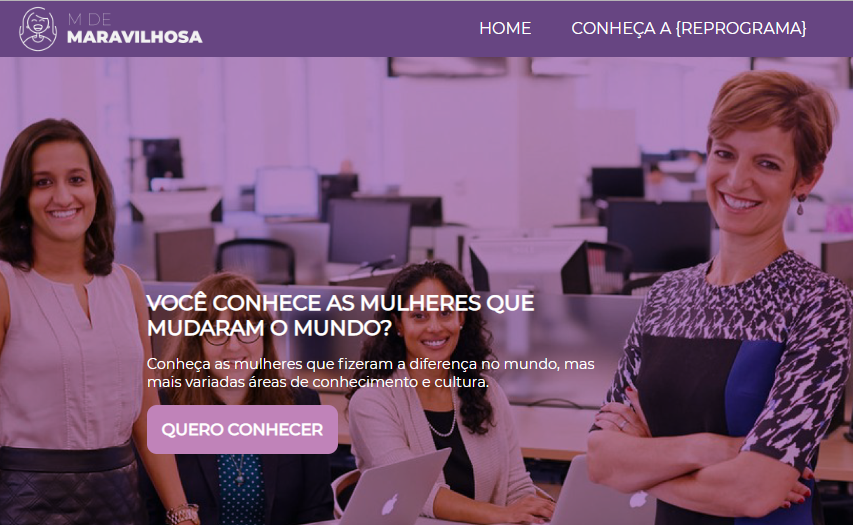 M DE
MARAVILHOSA
HOME
CONHEÇA A {REPROGRAMA}
VOCÊ CONHECE AS MULHERES QUE
MUDARAM O MUNDO?
Conheça as mulheres que fizeram a diferença no mundo, mas
mais variadas áreas de conhecimento e cultura.
QUERO CONHECER